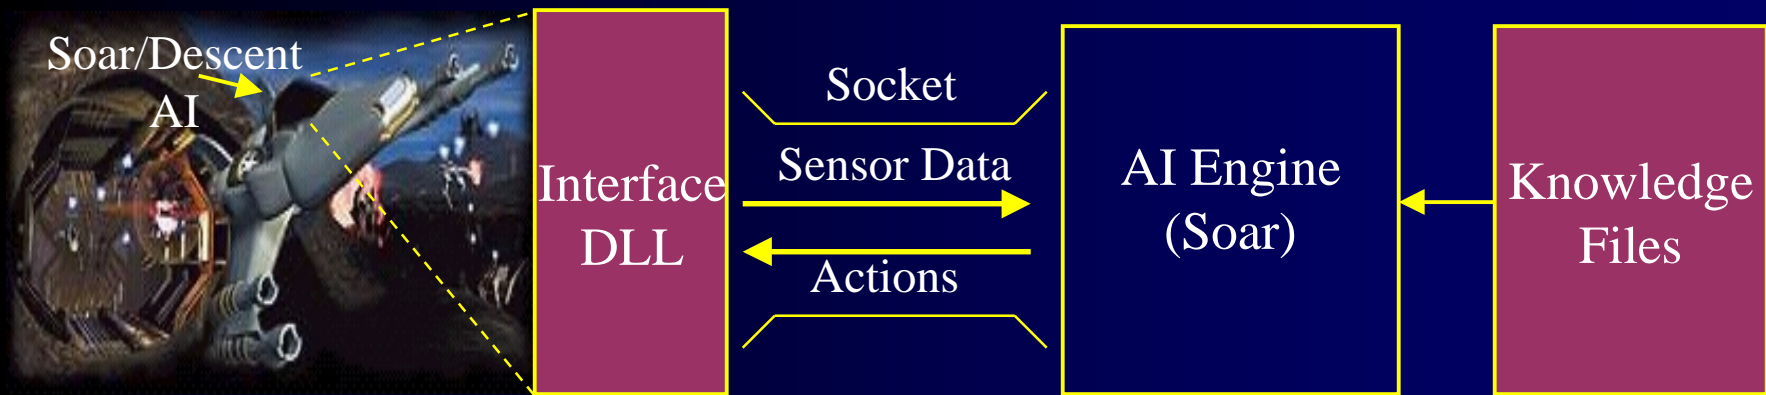 Soar/Descent
AI
Interface
DLL
Socket
Sensor Data
Actions
AI Engine
(Soar)
Knowledge
Files